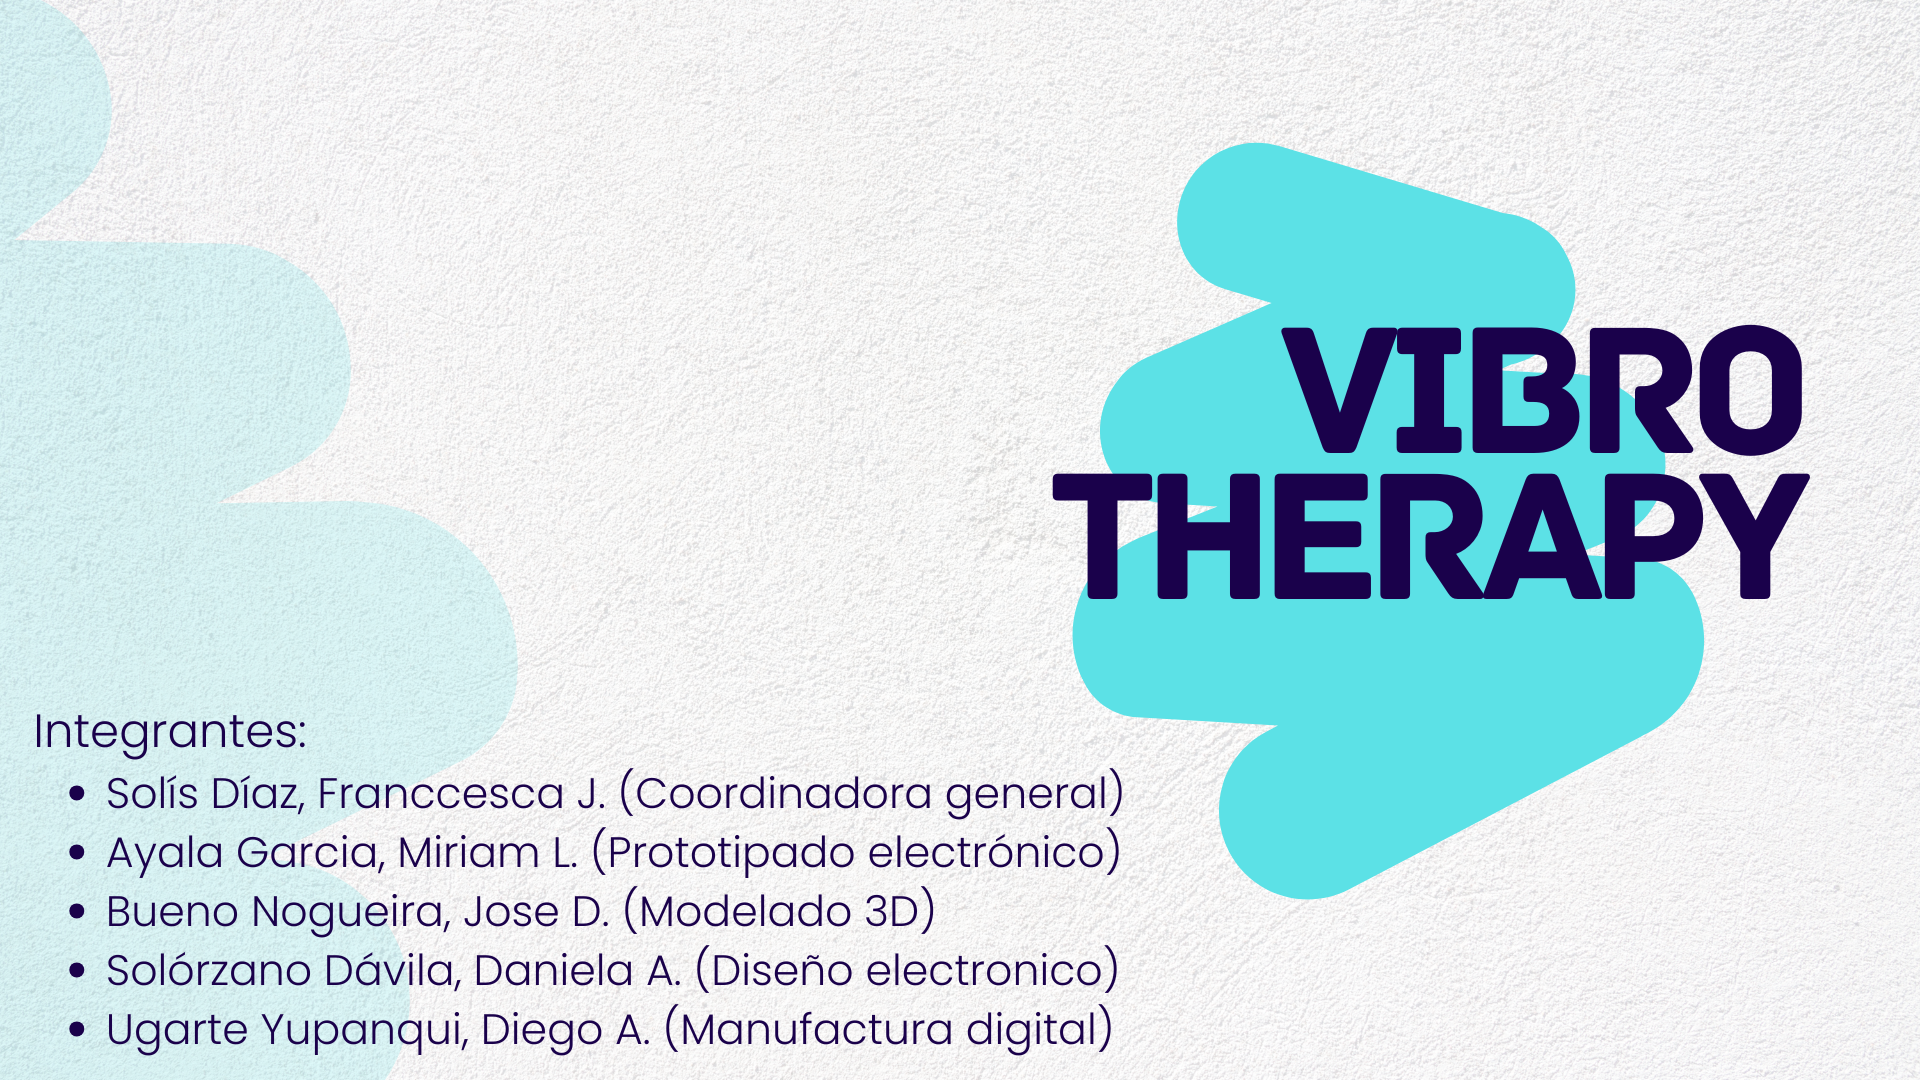 VIBRO
THERAPY
Integrantes:
• Solís Díaz, Franccesca J. (Coordinadora general)
• Ayala Garcia, Miriam L. (Prototipado electrónico)
• Bueno Nogueira, Jose D. (Modelado 3D)
• Solórzano Dávila, Daniela A. (Diseño electronico)
• Ugarte Yupanqui, Diego A. (Manufactura digital)